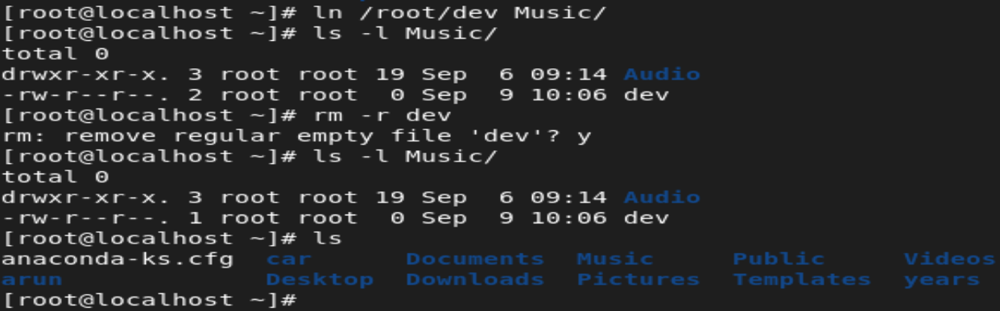 [root@localhost ~]# ln /root/dev Music/
[root@localhost ~]# ls -l Music/
total 0
drwxr-xr-x. 3 root root 19 Sep  6 09:14 Audio
-rw-r--r--. 2 root root  0 Sep  9 10:06 dev
[root@localhost ~]# rm -r dev
rm: remove regular empty file 'dev'? y
[root@localhost ~]# ls -l Music/
total 0
drwxr-xr-x. 3 root root 19 Sep  6 09:14 Audio
-rw-r--r--. 1 root root  0 Sep  9 10:06 dev
[root@localhost ~]# ls
anaconda-ks.cfg  car      Documents  Music     Public     Videos
arun             Desktop  Downloads  Pictures  Templates  years
[root@localhost ~]#